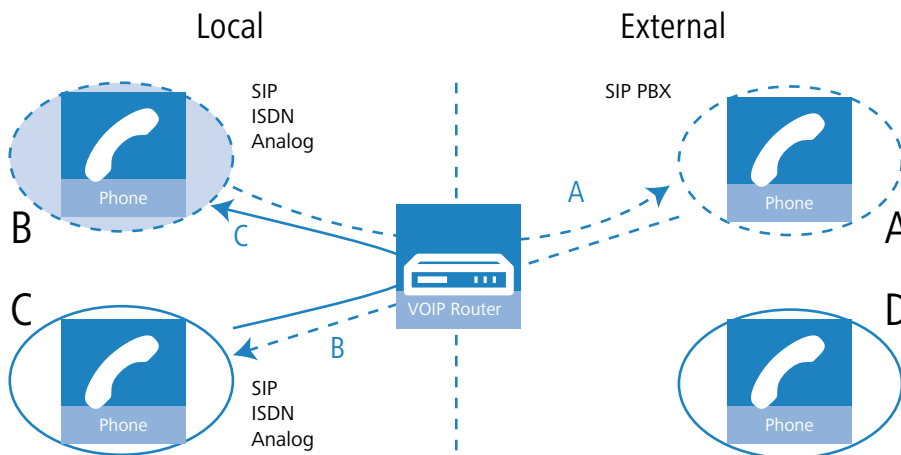 Local
External
SIP
ISDN
Analog
SIP PBX
Phone
Phone
B
C
A
A
VOIP Router
C
B
D
Phone
Phone
SIP
ISDN
Analog